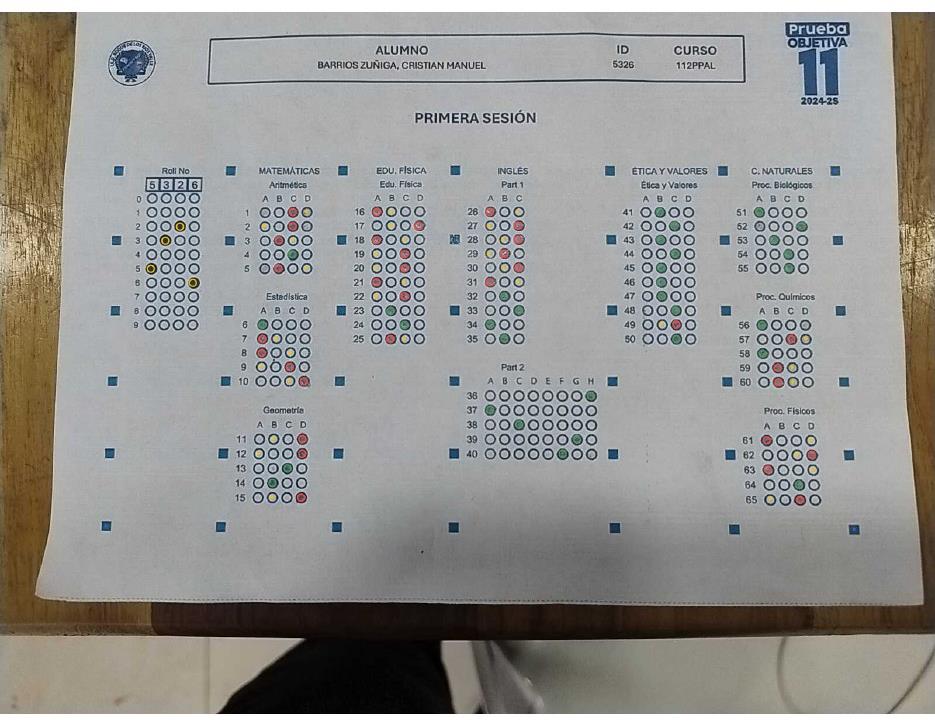 ALUMNO ID CURSO
BARRIOS ZUÑIGA, CRISTIAN MANUEL 5326 112PPAL
Prueba
OBJETIVA
11
2024-2S
PRIMERA SESIÓN
Roll No
5 3 2 6
0
1
2
3
4
5
6
7
8
9
MATEMÁTICAS
Aritmética
A B C D
1
2
3
4
5
Estadística
A B C D
6
7
8
9
10
Geometría
A B C D
11
12
13
14
15
EDU. FÍSICA
Edu. Física
A B C D
16
17
18
19
20
21
22
23
24
25
INGLÉS
Part 1
A B C
26
27
28
29
30
31
32
33
34
35
Part 2
A B C D E F G H
36
37
38
39
40
ÉTICA Y VALORES
Ética y Valores
A B C D
41
42
43
44
45
46
47
48
49
50
C. NATURALES
Proc. Biológicos
A B C D
51
52
53
54
55
Proc. Químicos
A B C D
56
57
58
59
60
Proc. Físicos
A B C D
61
62
63
64
65